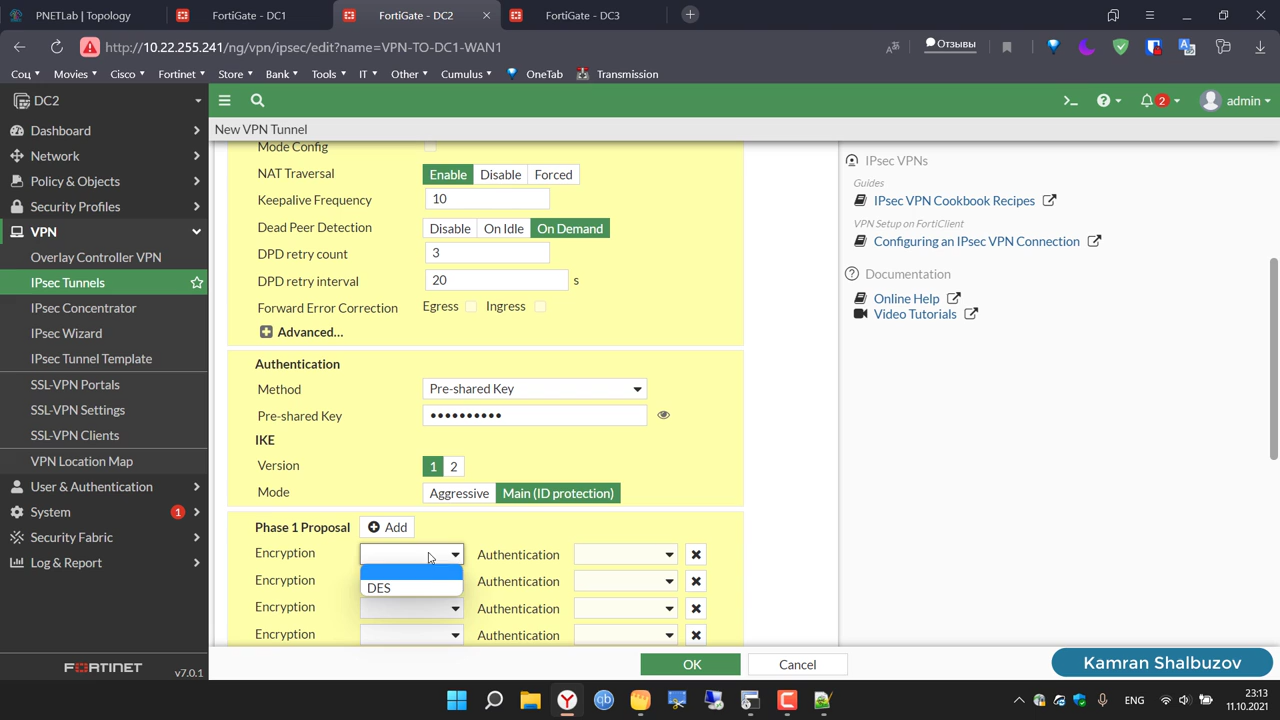 PNETLab | Topology
FortiGate - DC1
FortiGate - DC2
FortiGate - DC3
http://10.22.255.241/ng/vpn/ipsec/edit?name=VPN-TO-DC1-WAN1
Отзывы
Соц
Movies
Cisco
Fortinet
Store
Bank
Tools
IT
Other
Cumulus
OneTab
Transmission
DC2
2
admin
Dashboard
Network
Policy & Objects
Security Profiles
VPN
Overlay Controller VPN
IPsec Tunnels
IPsec Concentrator
IPsec Wizard
IPsec Tunnel Template
SSL-VPN Portals
SSL-VPN Settings
SSL-VPN Clients
VPN Location Map
User & Authentication
System
1
Security Fabric
Log & Report
FORTINET
v7.0.1
New VPN Tunnel
Mode Config
NAT Traversal
Enable
Disable
Forced
Keepalive Frequency
10
Dead Peer Detection
Disable
On Idle
On Demand
DPD retry count
3
DPD retry interval
20
s
Forward Error Correction
Egress
Ingress
Advanced...
Authentication
Method
Pre-shared Key
Pre-shared Key
••••••••••
IKE
Version
1
2
Mode
Aggressive
Main (ID protection)
Phase 1 Proposal
Add
Encryption
Authentication
DES
Encryption
Authentication
Encryption
Authentication
Encryption
Authentication
OK
Cancel
IPsec VPNs
Guides
IPsec VPN Cookbook Recipes
VPN Setup on FortiClient
Configuring an IPsec VPN Connection
Documentation
Online Help
Video Tutorials
Kamran Shalbuzov
ENG
23:13
11.10.2021